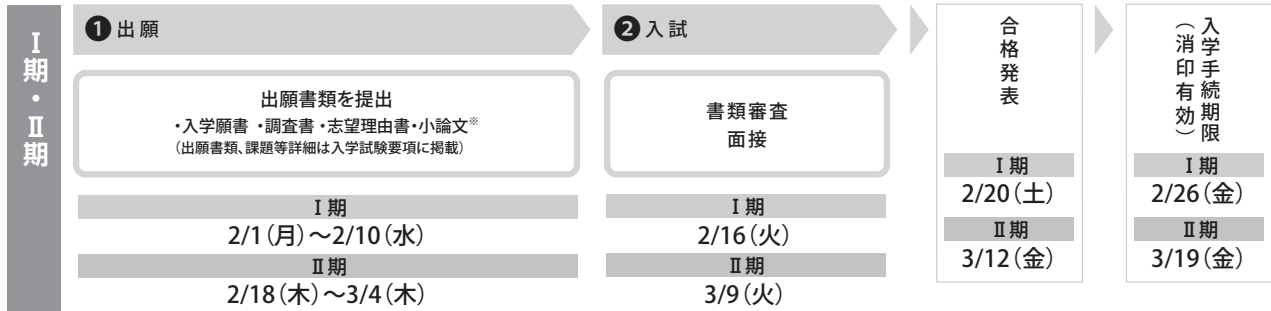 Ⅰ期・Ⅱ期
❶出願
出願書類を提出
・入学願書 ・調査書 ・志望理由書・小論文※
（出願書類、課題等詳細は入学試験要項に掲載）
Ⅰ期
2/1（月）～2/10（水）
Ⅱ期
2/18（木）～3/4（木）
❷入試
書類審査
面接
Ⅰ期
2/16（火）
Ⅱ期
3/9（火）
合格発表
Ⅰ期
2/20（土）
Ⅱ期
3/12（金）
入学手続期限
（消印有効）
Ⅰ期
2/26（金）
Ⅱ期
3/19（金）